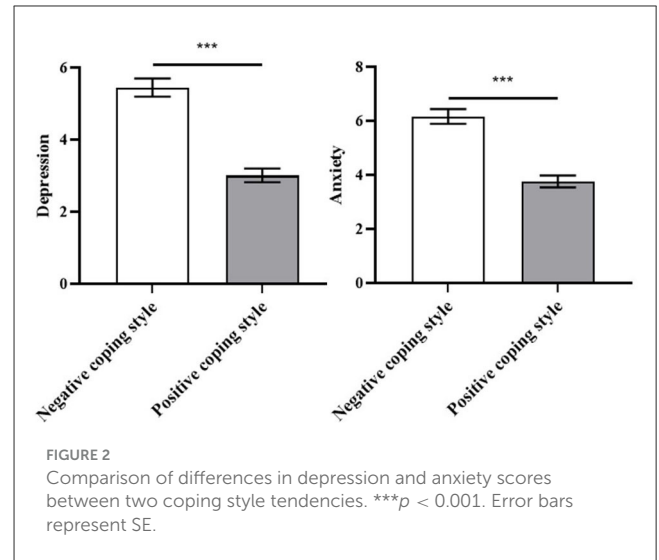 ***
6
4
2
0
Depression
Negative coping style
Positive coping style
***
8
6
4
2
0
Anxiety
Negative coping style
Positive coping style
FIGURE 2
Comparison of differences in depression and anxiety scores
between two coping style tendencies. ***p < 0.001. Error bars
represent SE.